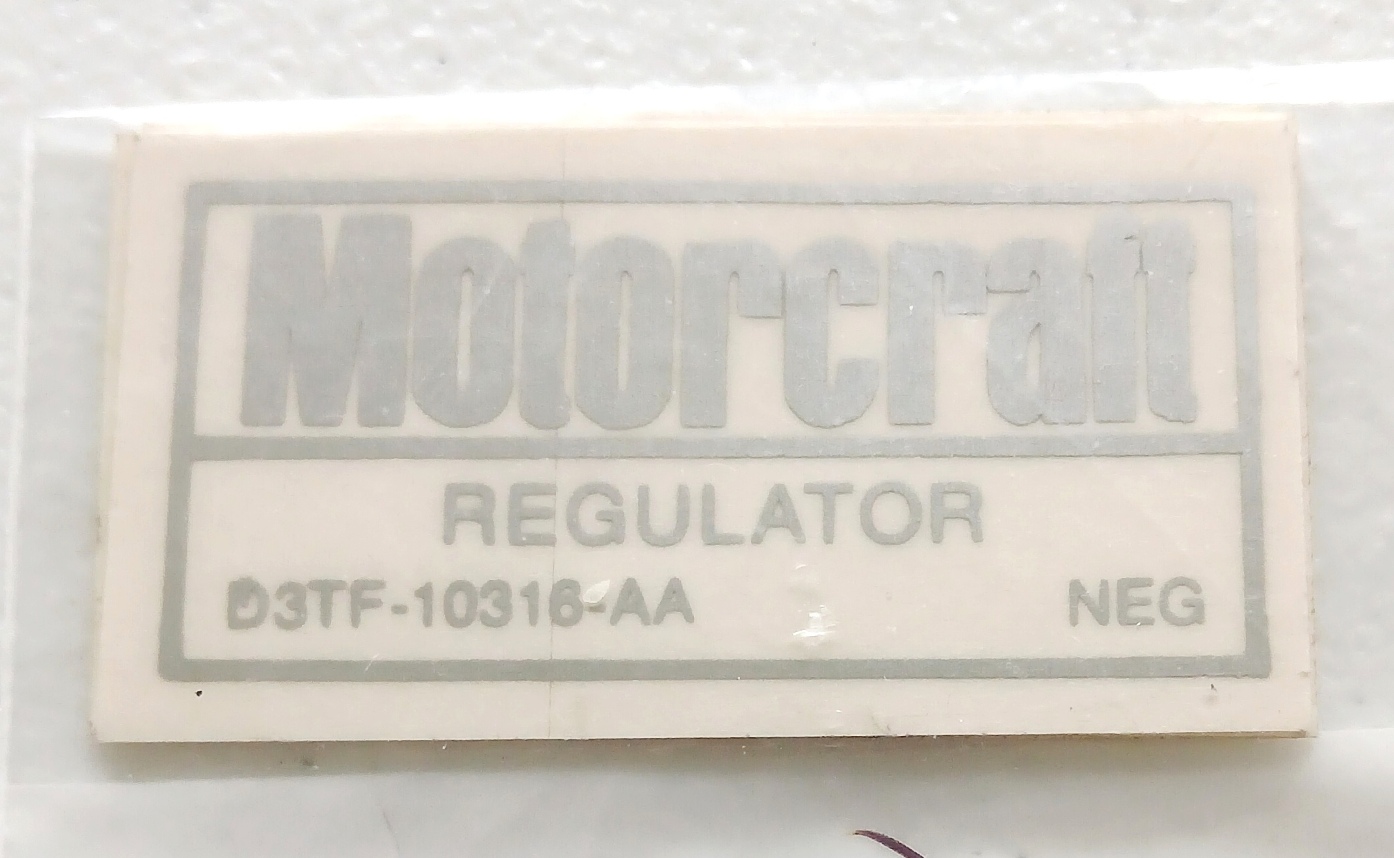 Motorcraft
REGULATOR
D3TF-10316-AA NEG